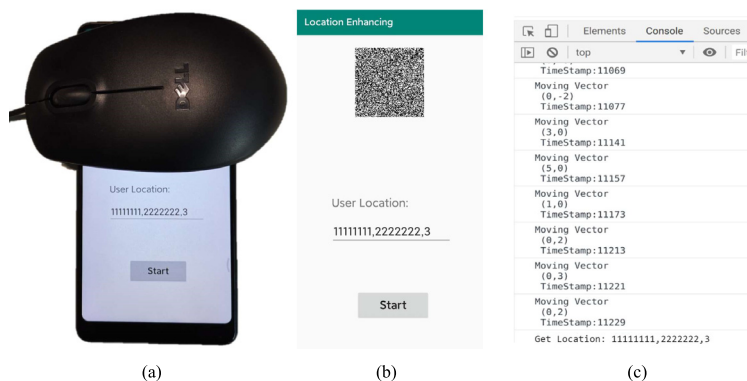 DELL
User Location:
11111111,2222222,3
Start
(a)
Location Enhancing
User Location:
11111111,2222222,3
Start
(b)
Elements Console Sources
top Fil
TimeStamp:11069
Moving Vector
(0,-2)
TimeStamp:11077
Moving Vector
(3,0)
TimeStamp:11141
Moving Vector
(5,0)
TimeStamp:11157
Moving Vector
(1,0)
TimeStamp:11173
Moving Vector
(0,2)
TimeStamp:11213
Moving Vector
(0,3)
TimeStamp:11221
Moving Vector
(0,2)
TimeStamp:11229
Get Location: 11111111,2222222,3
(c)